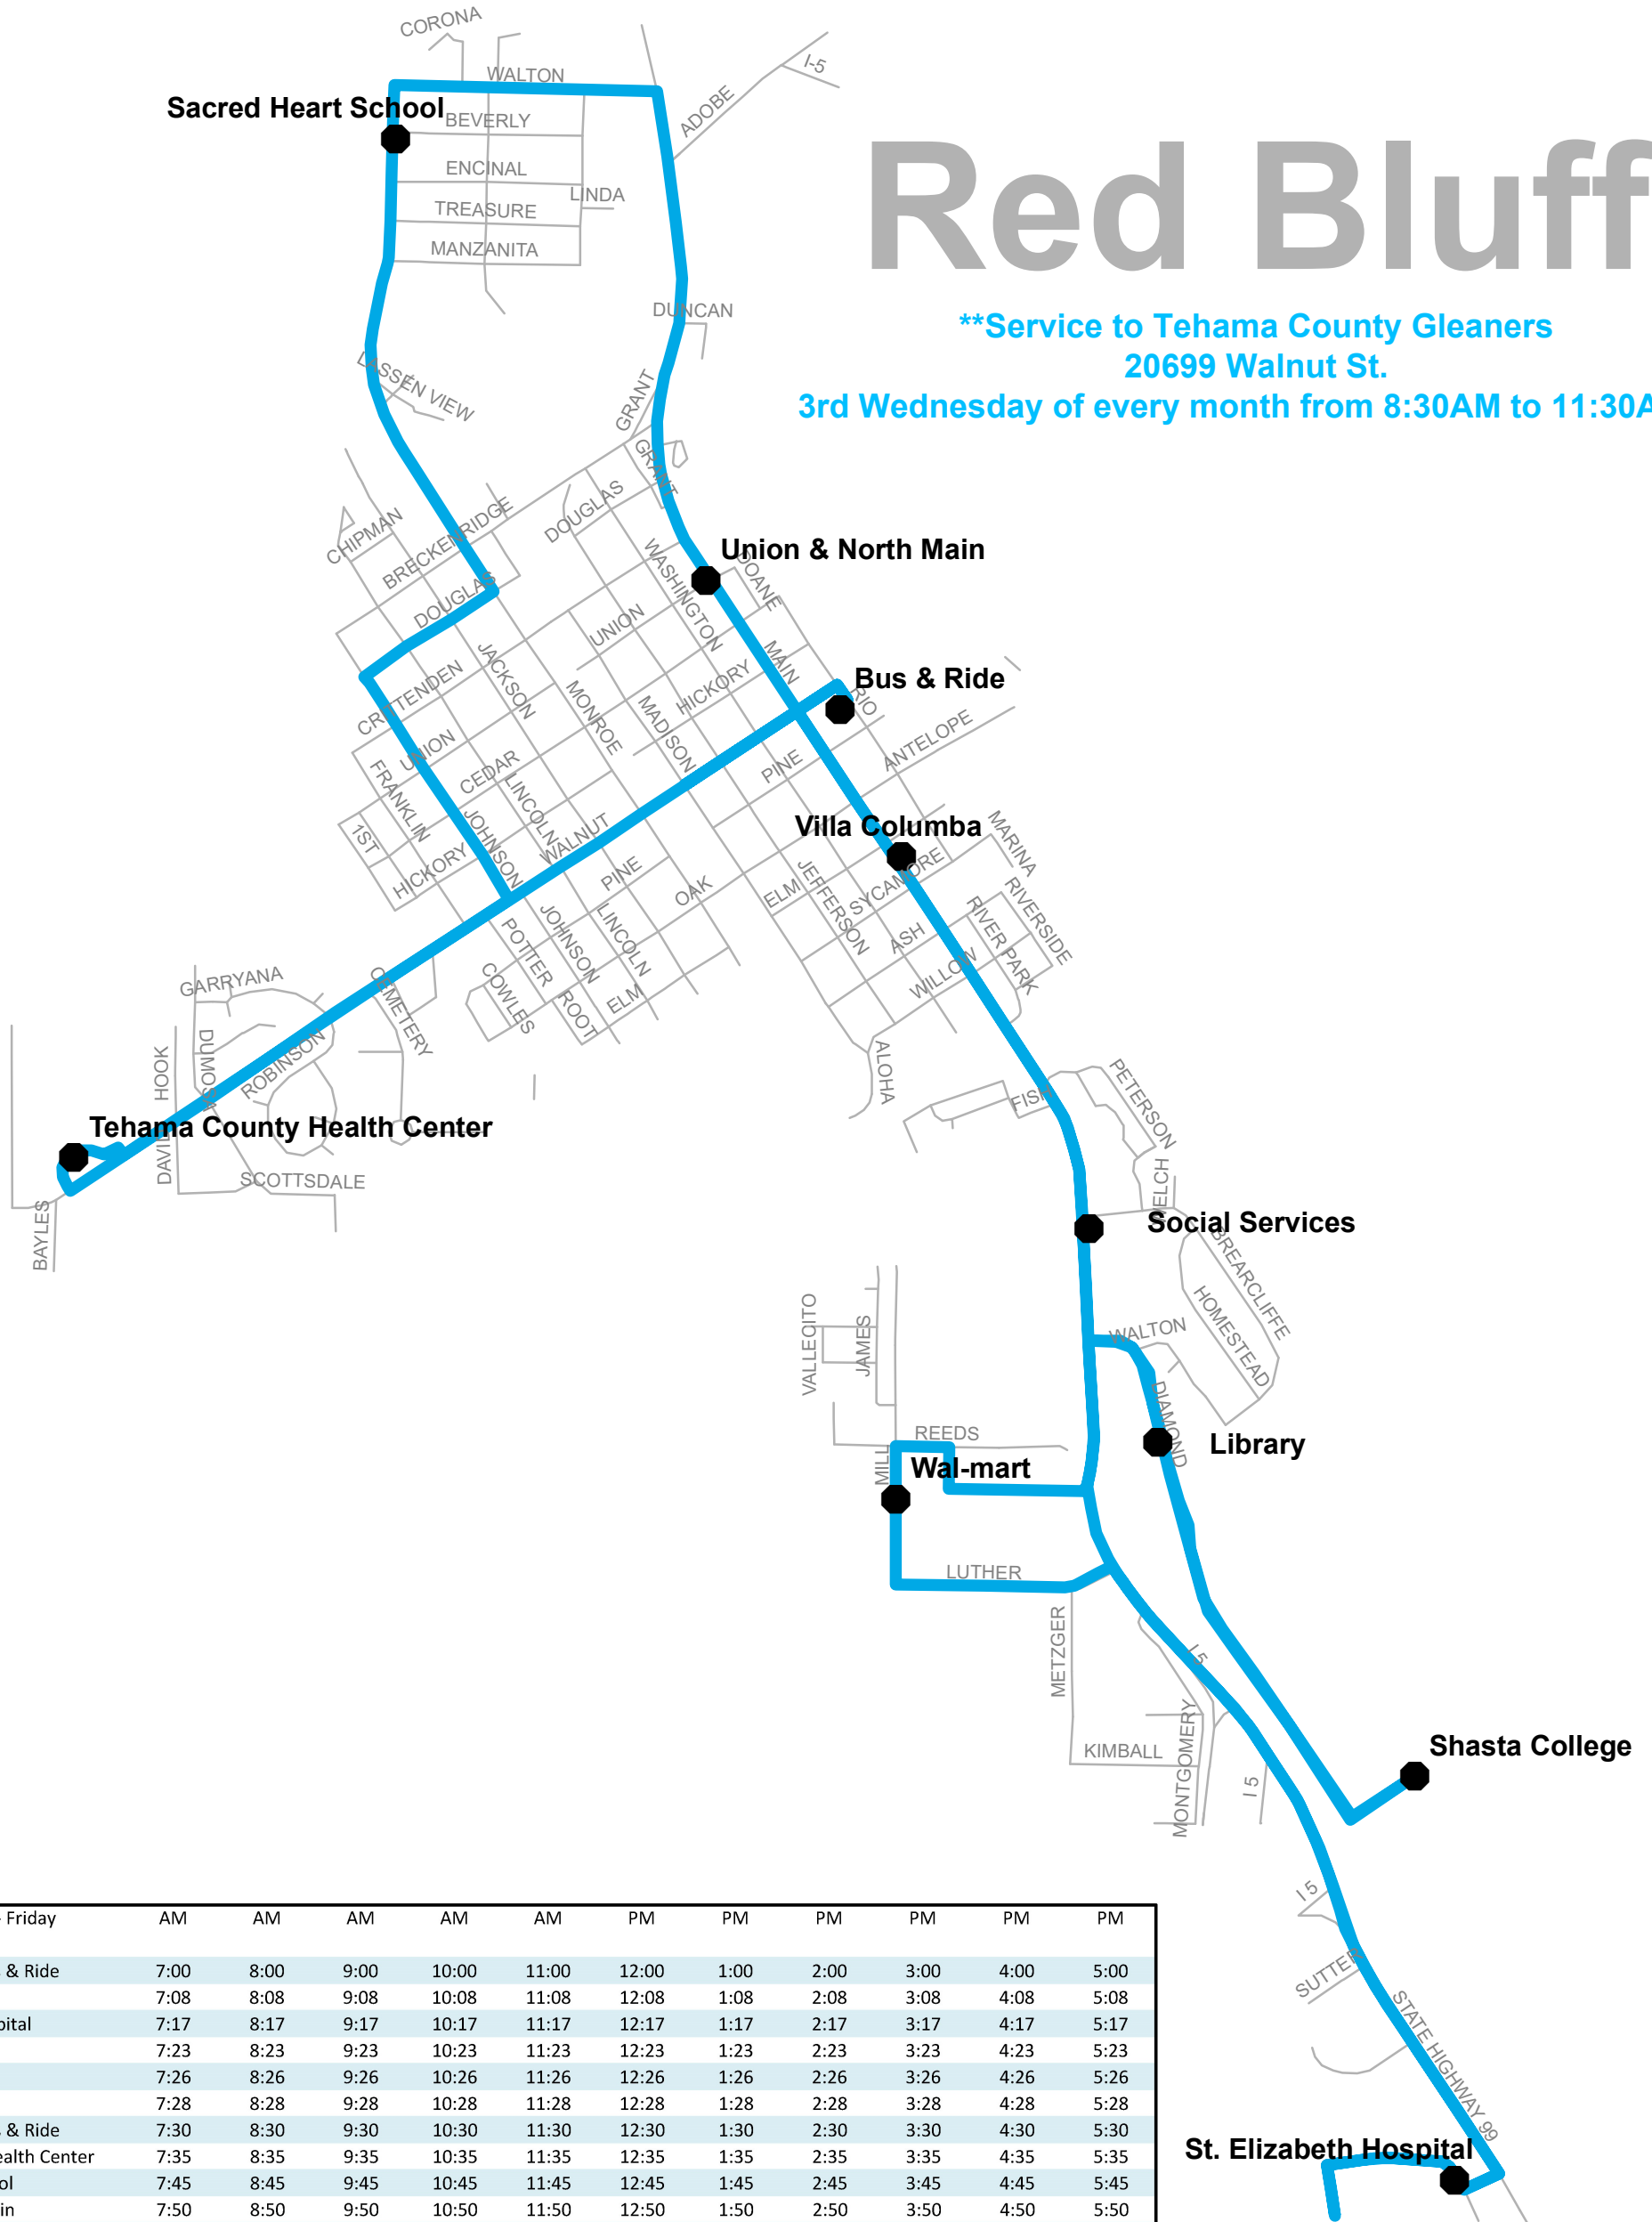 CORONA
I-5
WALTON
ADOBE
Sacred Heart School
BEVERLY
ENCINAL
LINDA
TREASURE
MANZANITA
Red Bluff
DUNCAN
**Service to Tehama County Gleaners
20699 Walnut St.
3rd Wednesday of every month from 8:30AM to 11:30A
LASSEN VIEW
GRANT
GRANT
DOUGLAS
CHIPMAN
BRECKENRIDGE
WASHINGTON
Union & North Main
DOANE
DOUGLAS
UNION
MAIN
JACKSON
CRITTENDEN
MONROE
HICKORY
MADISON
Bus & Ride
RIO
ANTELOPE
UNION
CEDAR
PINE
FRANKLIN
LINCOLN
1ST
JOHNSON
WALNUT
Villa Columba
MARINA
HICKORY
PINE
OAK
ELM
JEFFERSON
SYCAMORE
RIVERSIDE
RIVER PARK
ASH
WILLOW
POTTER
JOHNSON
LINCOLN
COWLES
ROOT
ELM
GARRYANA
CEMETERY
HOOK
ROBINSON
ALOHA
FISH
PETERSON
Tehama County Health Center
SCOTTSDALE
BAYLES
Social Services
BREARCLIFFE
HOMESTEAD
WALTON
VALLECITO
JAMES
DIAMOND
REEDS
Library
MILL
Wal-mart
LUTHER
METZGER
I 5
KIMBALL
MONTGOMERY
I 5
Shasta College
I 5
SUTTER
STATE HIGHWAY 99
St. Elizabeth Hospital
Friday AM AM AM AM AM PM PM PM PM PM PM
& Ride 7:00 8:00 9:00 10:00 11:00 12:00 1:00 2:00 3:00 4:00 5:00
7:08 8:08 9:08 10:08 11:08 12:08 1:08 2:08 3:08 4:08 5:08
pital 7:17 8:17 9:17 10:17 11:17 12:17 1:17 2:17 3:17 4:17 5:17
7:23 8:23 9:23 10:23 11:23 12:23 1:23 2:23 3:23 4:23 5:23
7:26 8:26 9:26 10:26 11:26 12:26 1:26 2:26 3:26 4:26 5:26
7:28 8:28 9:28 10:28 11:28 12:28 1:28 2:28 3:28 4:28 5:28
& Ride 7:30 8:30 9:30 10:30 11:30 12:30 1:30 2:30 3:30 4:30 5:30
ealth Center 7:35 8:35 9:35 10:35 11:35 12:35 1:35 2:35 3:35 4:35 5:35
ol 7:45 8:45 9:45 10:45 11:45 12:45 1:45 2:45 3:45 4:45 5:45
in 7:50 8:50 9:50 10:50 11:50 12:50 1:50 2:50 3:50 4:50 5:50